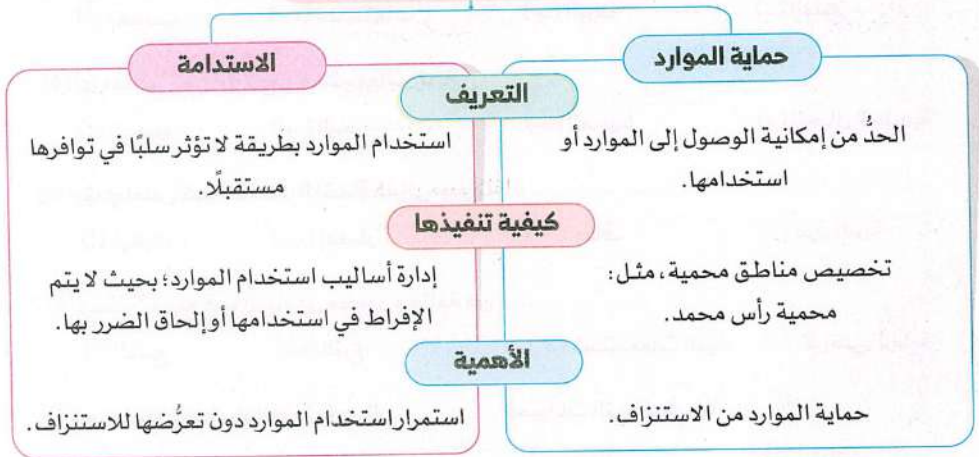 حماية الموارد
الاستدامة
التعريف
الحدُّ من إمكانية الوصول إلى الموارد أو
استخدامها.
استخدام الموارد بطريقة لا تؤثر سلبًا في توافرها
مستقبلًا.
كيفية تنفيذها
تخصيص مناطق محمية، مثل:
محمية رأس محمد.
إدارة أساليب استخدام الموارد؛ بحيث لا يتم
الإفراط في استخدامها أو إلحاق الضرر بها.
الأهمية
حماية الموارد من الاستنزاف.
استمرار استخدام الموارد دون تعرُّضها للاستنزاف.